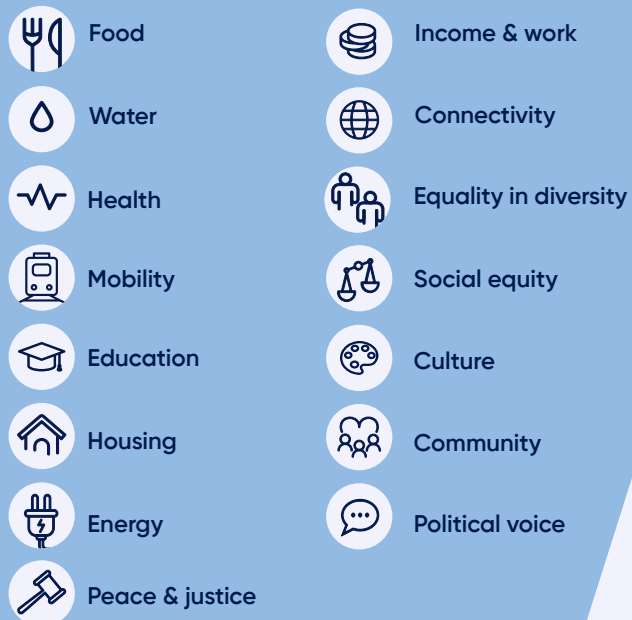 Food
Water
Health
Mobility
Education
Housing
Energy
Peace & justice
Income & work
Connectivity
Equality in diversity
Social equity
Culture
Community
Political voice